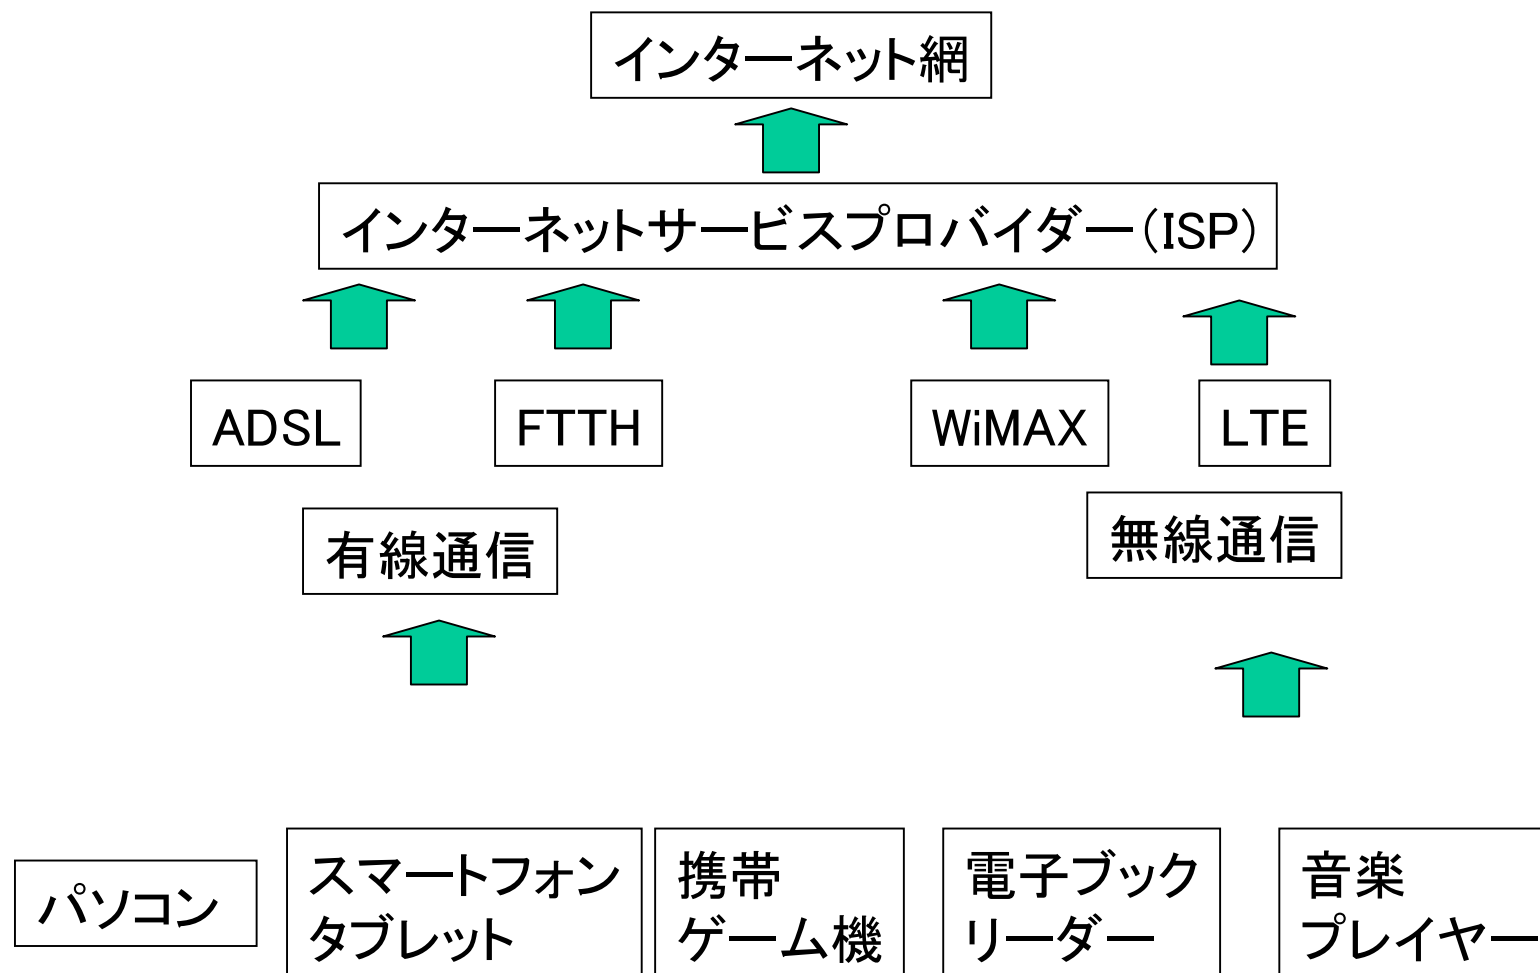 インターネット網
インターネットサービスプロバイダー(ISP)
ADSL
FTTH
WiMAX
LTE
有線通信
無線通信
パソコン
スマートフォン
タブレット
携帯
ゲーム機
電子ブック
リーダー
音楽
プレイヤー